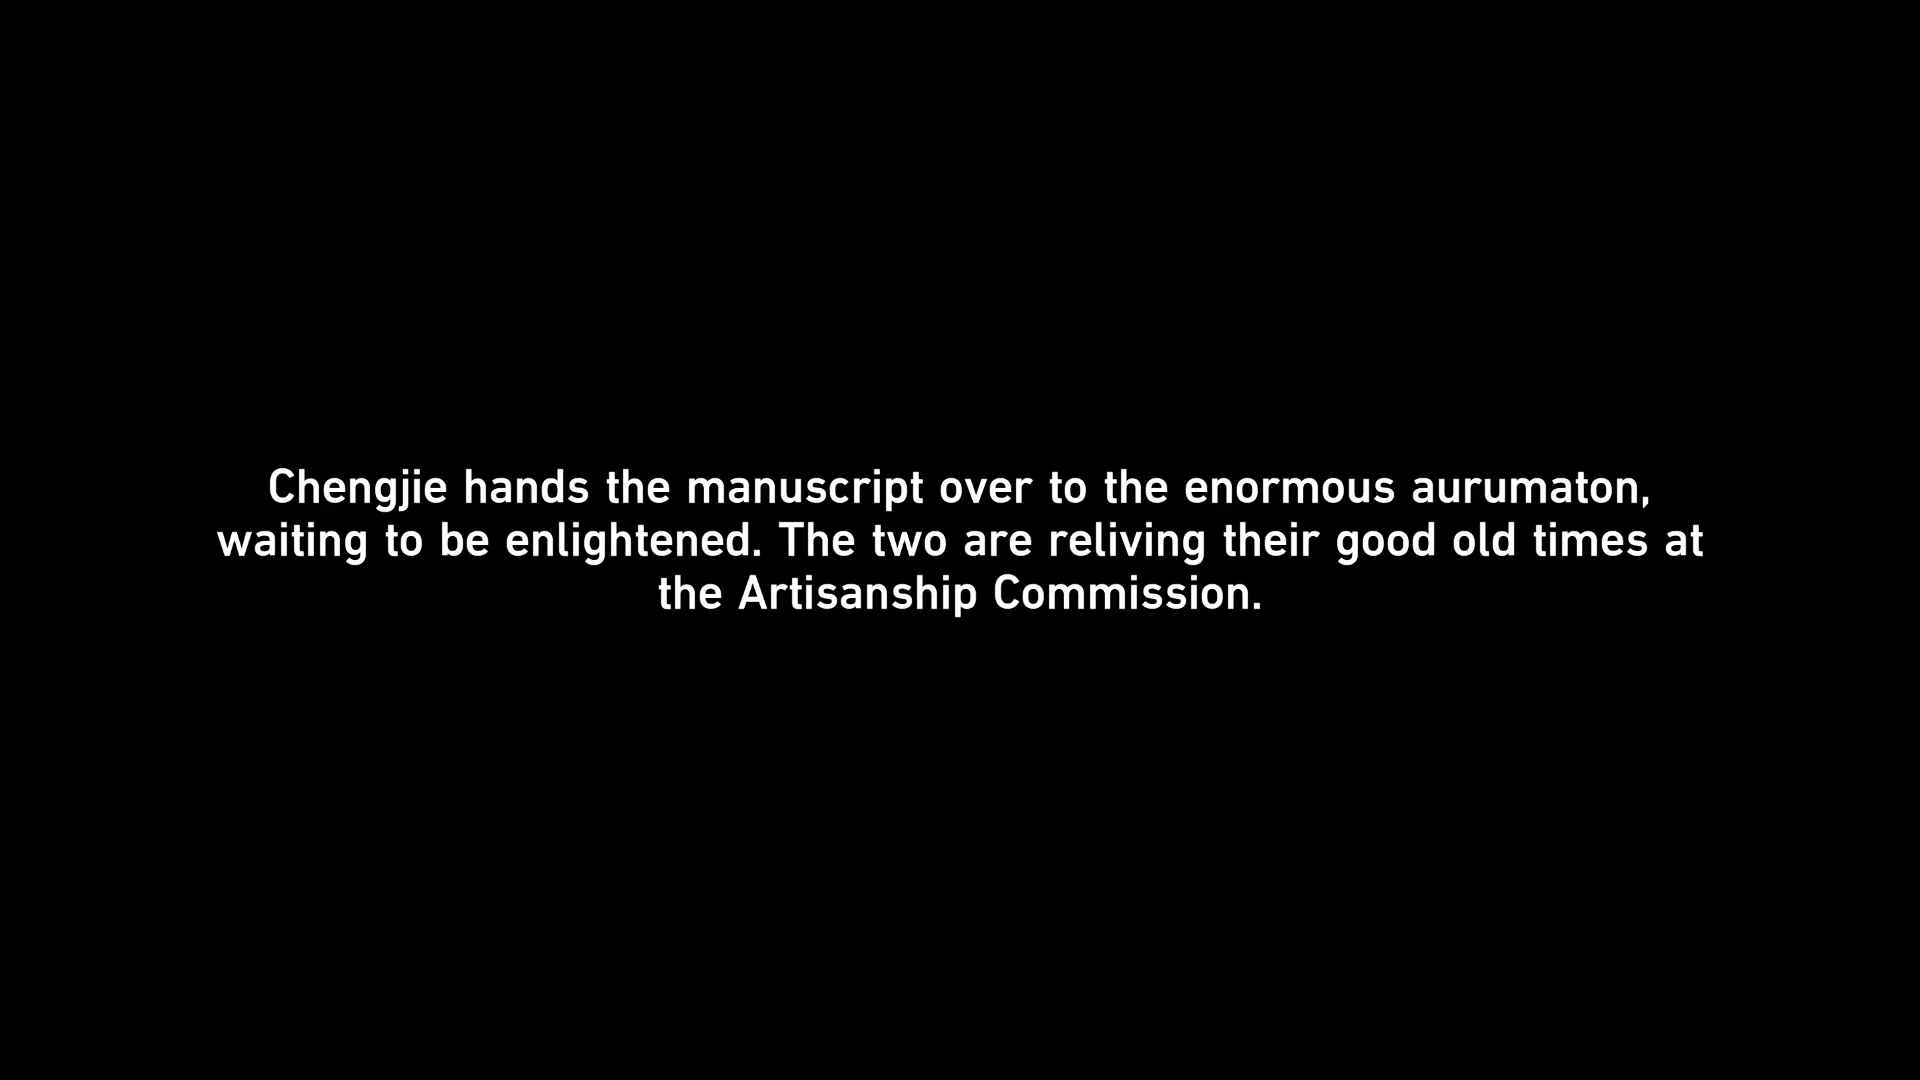 Chengjie hands the manuscript over to the enormous aurumaton,
waiting to be enlightened. The two are reliving their good old times at
the Artisanship Commission.